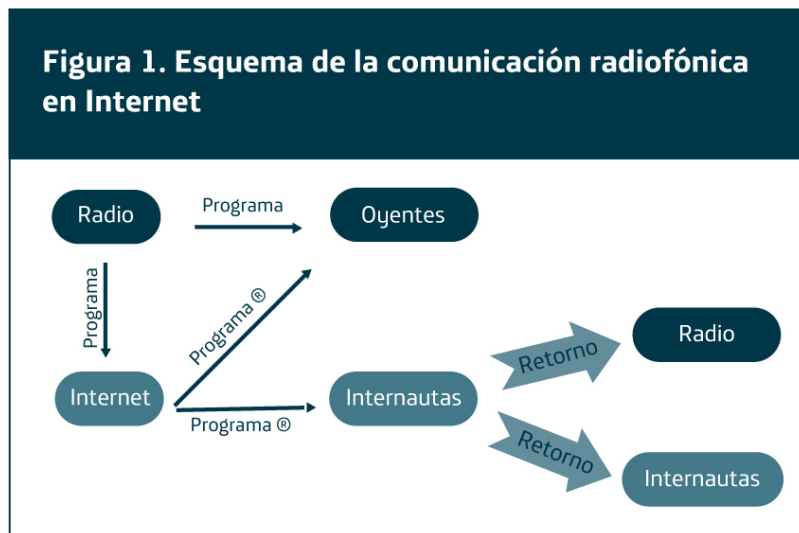 Figura 1. Esquema de la comunicación radiofónica
en Internet
Radio
Programa
Oyentes
Programa
Programa ®
Radio
Retorno
Internet
Internautas
Programa ®
Retorno
Internautas